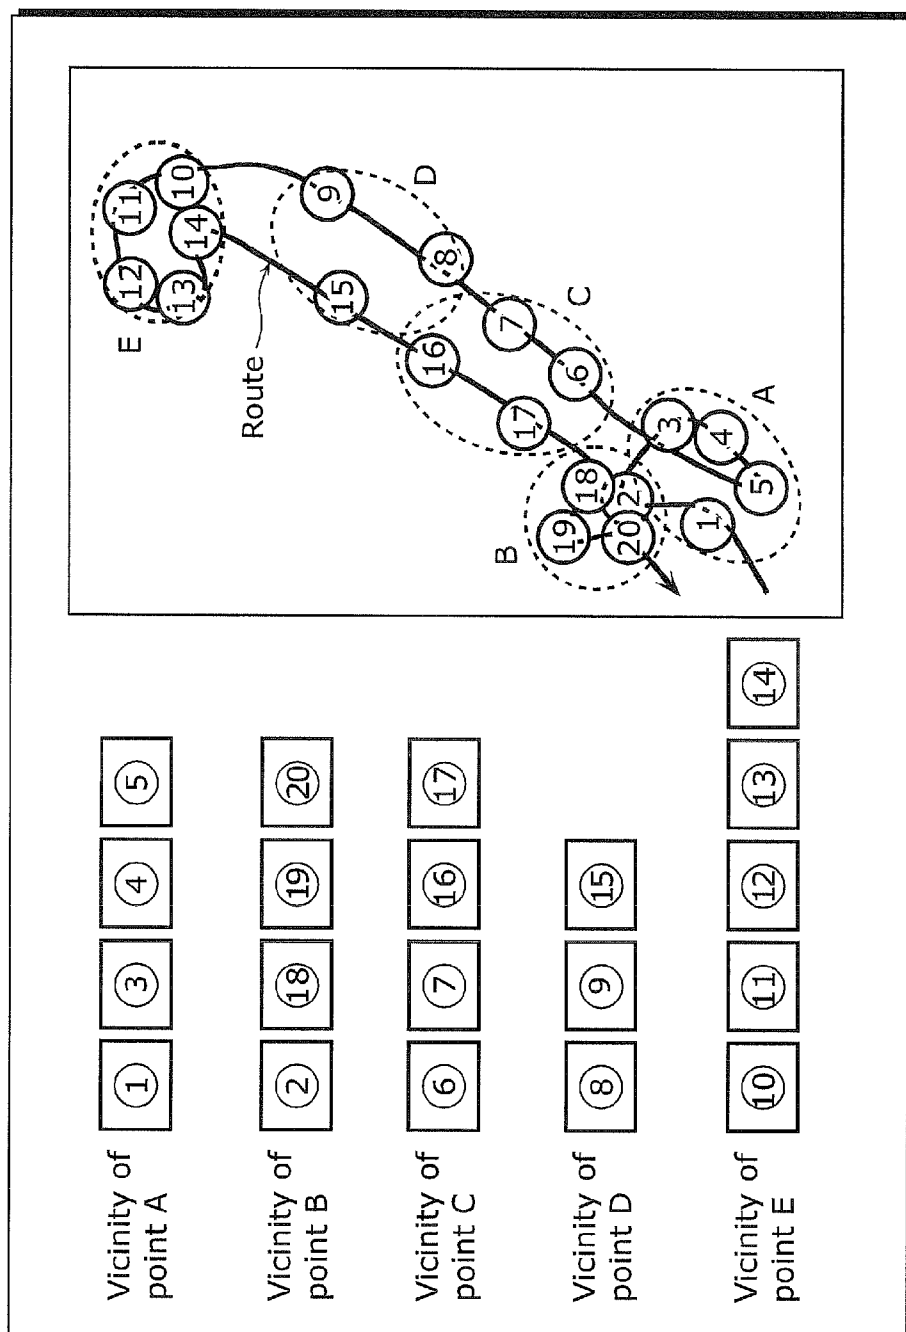 Vicinity of
point A
① ③ ④ ⑤
Vicinity of
point B
② ⑱ ⑲ ⑳
Vicinity of
point C
⑥ ⑦ ⑯ ⑰
Vicinity of
point D
⑧ ⑨ ⑮
Vicinity of
point E
⑩ ⑪ ⑫ ⑬ ⑭
E
Route
D
C
B
A
①
②
③
④
⑤
⑥
⑦
⑧
⑨
⑩
⑪
⑫
⑬
⑭
⑮
⑯
⑰
⑱
⑲
⑳